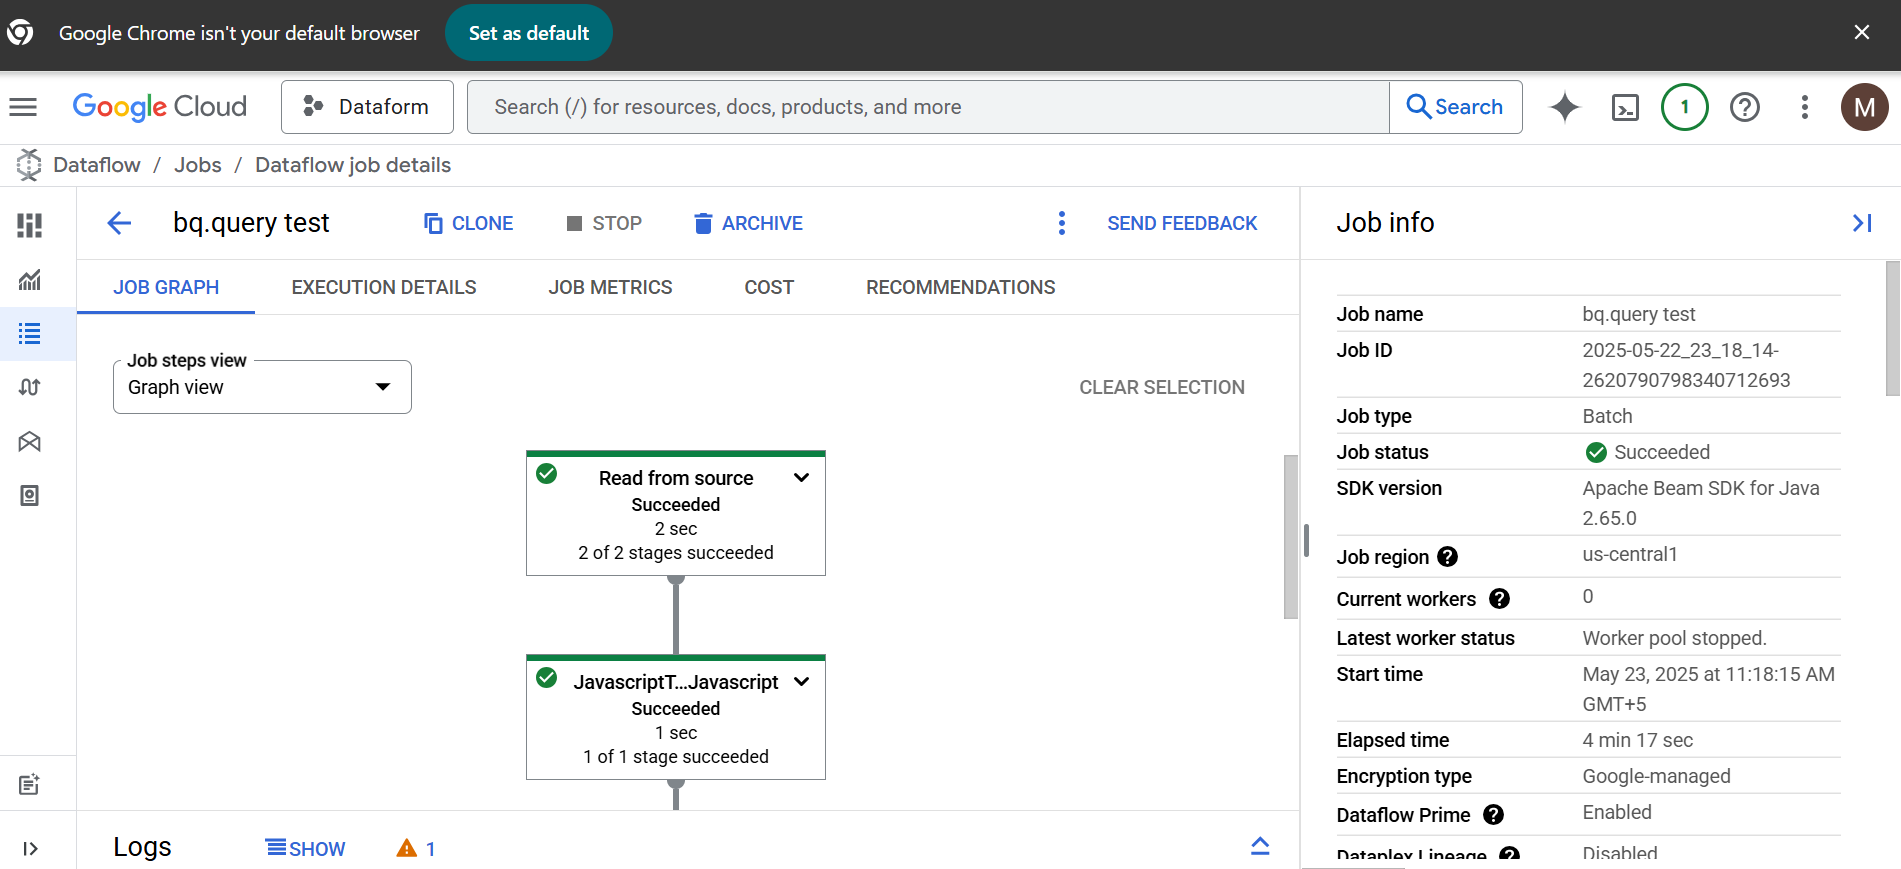 Google Chrome isn't your default browser
Set as default
Google Cloud
Dataform
Search (/) for resources, docs, products, and more
Search
1
M
Dataflow / Jobs / Dataflow job details
bq.query test
CLONE
STOP
ARCHIVE
SEND FEEDBACK
JOB GRAPH
EXECUTION DETAILS
JOB METRICS
COST
RECOMMENDATIONS
Job steps view
Graph view
CLEAR SELECTION
Read from source
Succeeded
2 sec
2 of 2 stages succeeded
JavascriptT...Javascript
Succeeded
1 sec
1 of 1 stage succeeded
Logs
SHOW
1
Job info
Job name bq.query test
Job ID 2025-05-22_23_18_14-
2620790798340712693
Job type Batch
Job status Succeeded
SDK version Apache Beam SDK for Java
2.65.0
Job region us-central1
Current workers 0
Latest worker status Worker pool stopped.
Start time May 23, 2025 at 11:18:15 AM
GMT+5
Elapsed time 4 min 17 sec
Encryption type Google-managed
Dataflow Prime Enabled
Dataplex Lineage Disabled